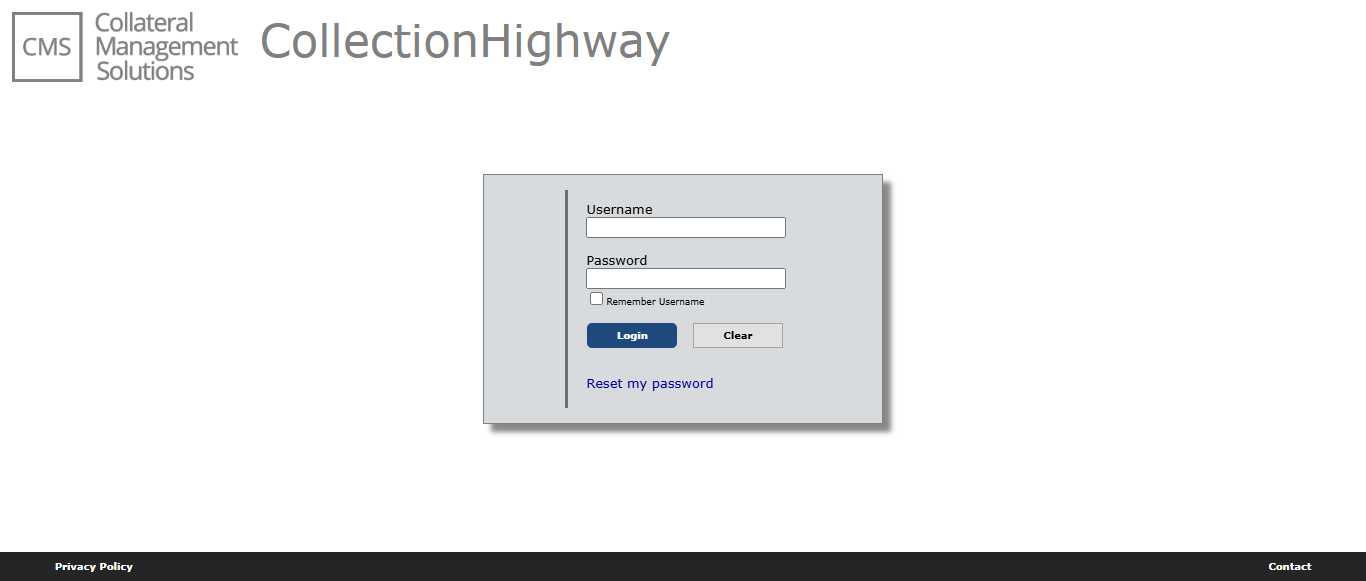 CMS
Collateral
Management
Solutions
CollectionHighway
Username
Password
Remember Username
Login
Clear
Reset my password
Privacy Policy
Contact